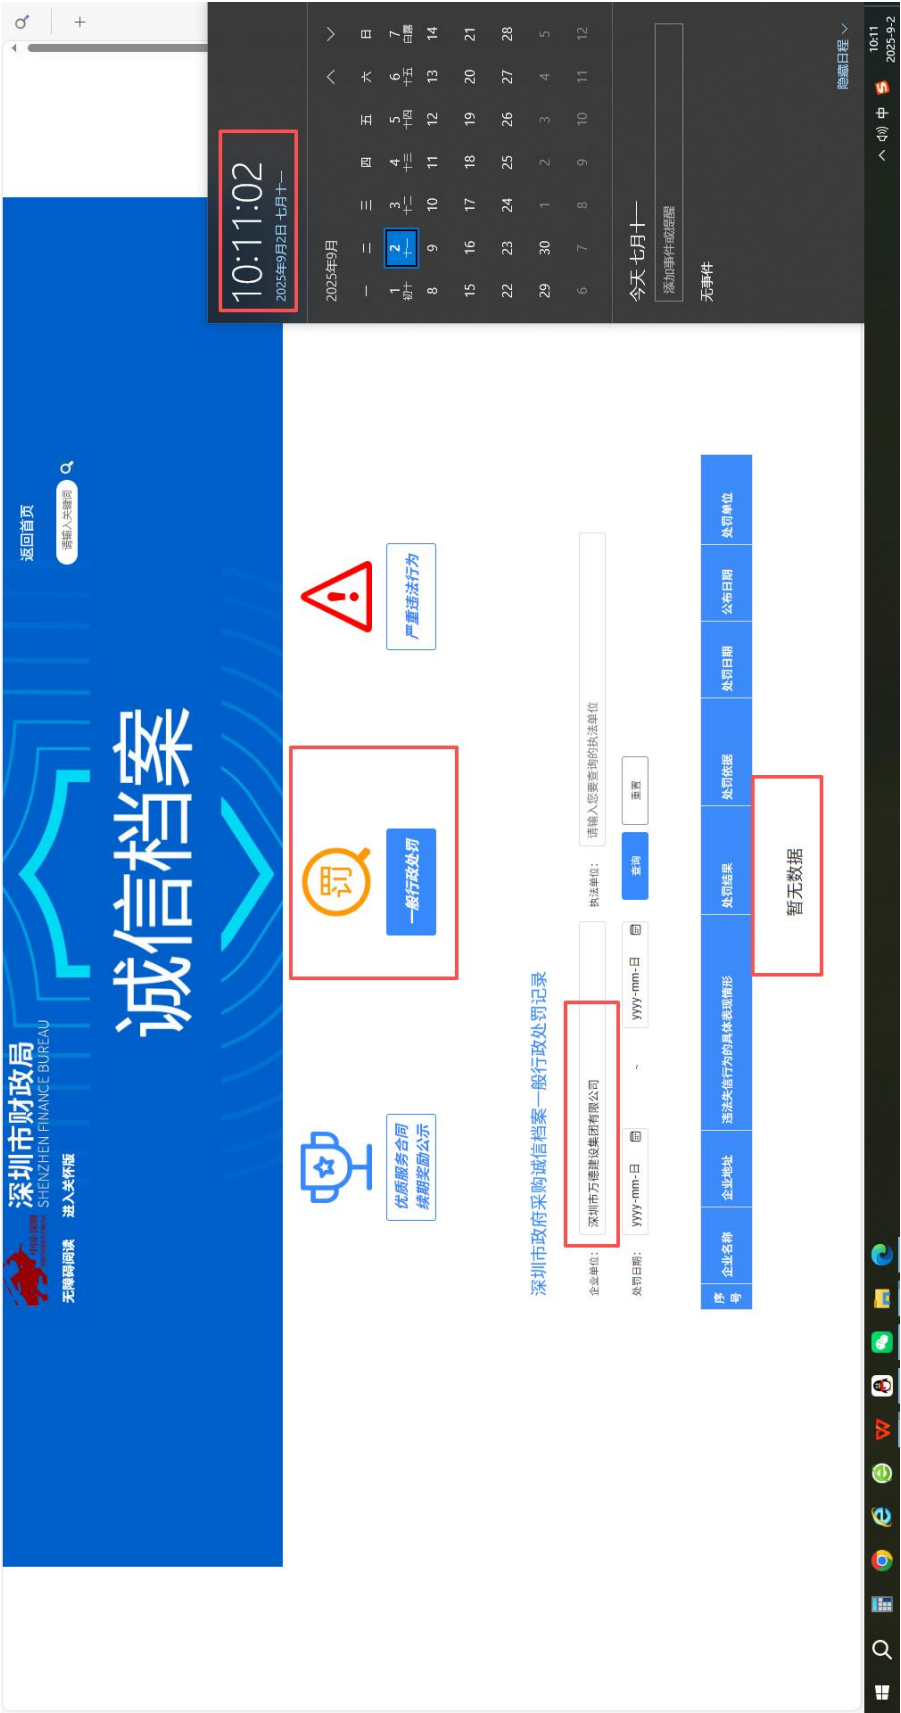 深圳市财政局
SHENZHEN FINANCE BUREAU
中国·深圳
无障碍阅读
进入关怀版
返回首页
请输入关键词
诚信档案
优质服务合同
续期奖励公示
罚
一般行政处罚
严重违法行为
深圳市政府采购诚信档案一般行政处罚记录
企业单位：
深圳市万德建设集团有限公司
执法单位：
请输入您要查询的执法单位
处罚日期：
yyyy-mm-日
~
yyyy-mm-日
查询
重置
序号 企业名称 企业地址 违法失信行为的具体表现情形 处罚结果 处罚依据 处罚日期 公布日期 处罚单位
暂无数据
10:11:02
2025年9月2日 七月十一
2025年9月
一 二 三 四 五 六 日
1 2 3 4 5 6 7
初十 十一 十二 十三 十四 十五 白露
8 9 10 11 12 13 14
15 16 17 18 19 20 21
22 23 24 25 26 27 28
29 30 1 2 3 4 5
6 7 8 9 10 11 12
今天 七月十一
添加事件或提醒
无事件
隐藏日程
中
10:11
2025-9-2